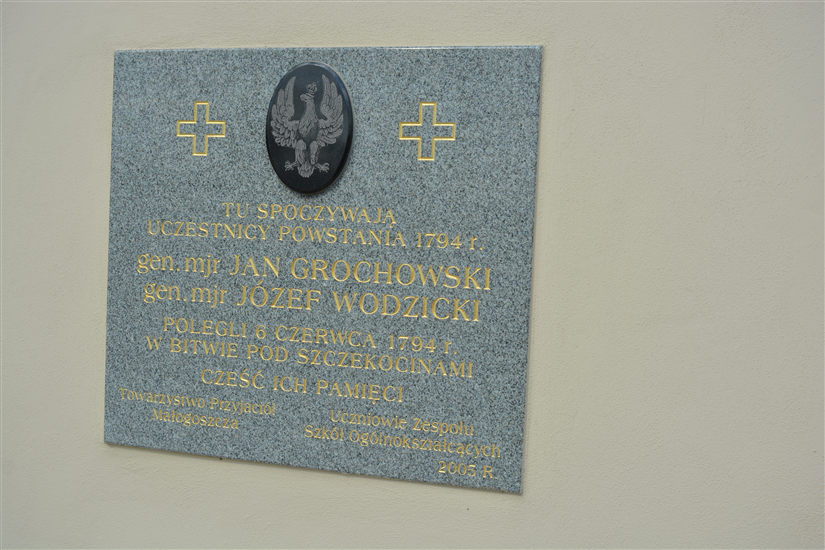 TU SPOCZYWAJĄ
UCZESTNICY POWSTANIA 1794 r.
gen. mjr JAN GROCHOWSKI
gen. mjr JÓZEF WODZICKI
POLEGLI 6 CZERWCA 1794 r.
W BITWIE POD SZCZEKOCINAMI
CZEŚĆ ICH PAMIĘCI
Towarzystwo Przyjaciół
Małogoszcza
Uczniowie Zespołu
Szkół Ogólnokształcących
2005 R.